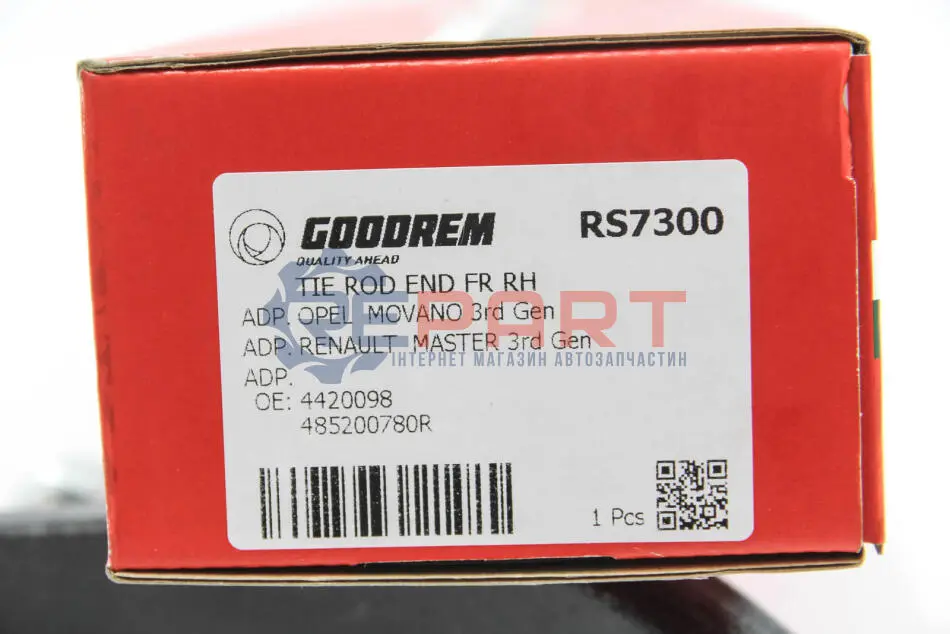 GOODREM
QUALITY AHEAD
RS7300
TIE ROD END FR RH
ADP. OPEL MOVANO 3rd Gen
ADP. RENAULT MASTER 3rd Gen
ADP.
OE: 4420098
485200780R
1 Pcs
REPART
ІНТЕРНЕТ МАГАЗИН АВТОЗАПЧАСТИН